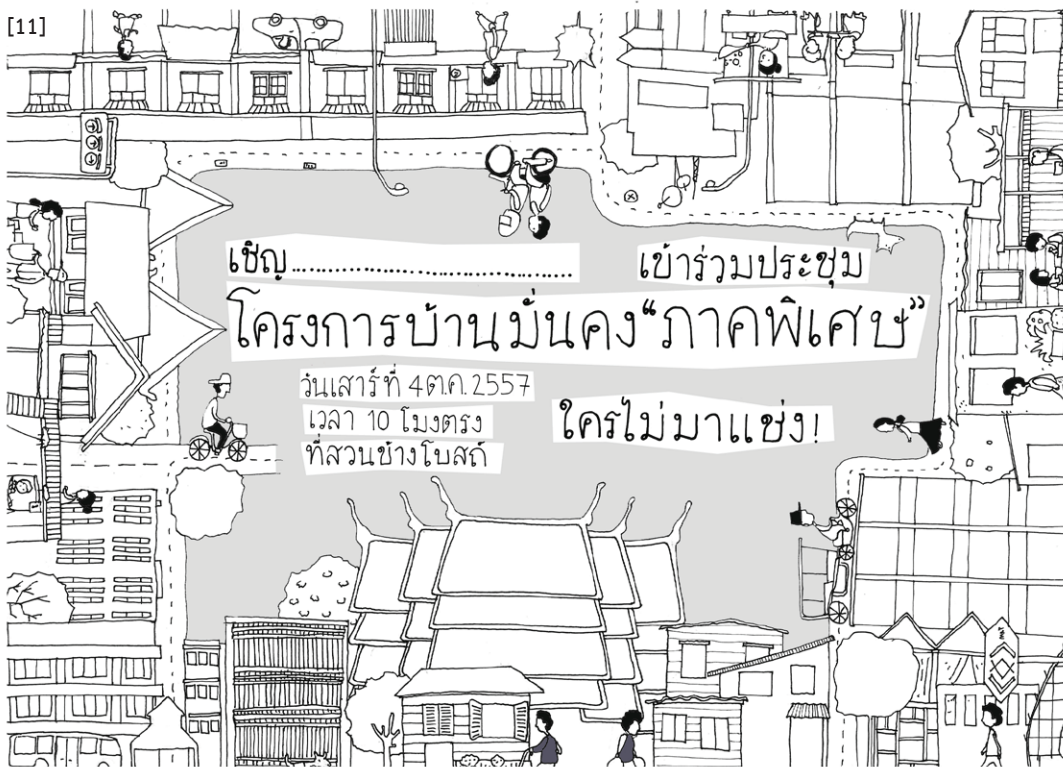 [11]
เชิญ.......................................... เข้าร่วมประชุม
โครงการบ้านมั่นคง“ภาคพิเศษ”
วันเสาร์ที่ 4 ต.ค. 2557
เวลา 10 โมงตรง
ใครไม่มาแช่ง!
ที่สวนข้างโบสถ์